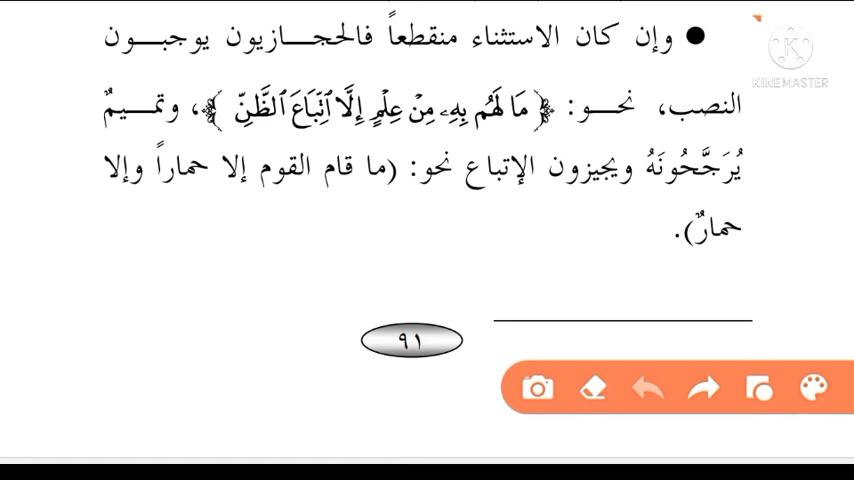 KINEMASTER
● وإن كان الاستثناء منقطعاً فالحجازيون يوجبون
النصب، نحو: ﴿مَا لَهُم بِهِۦ مِنْ عِلْمٍ إِلَّا ٱتِّبَاعَ ٱلظَّنِّ﴾، وتميمٌ
يُرَجَّحُونَهُ ويجيزون الإتباع نحو: (ما قام القوم إلا حماراً وإلا
حمارٌ).
٩١